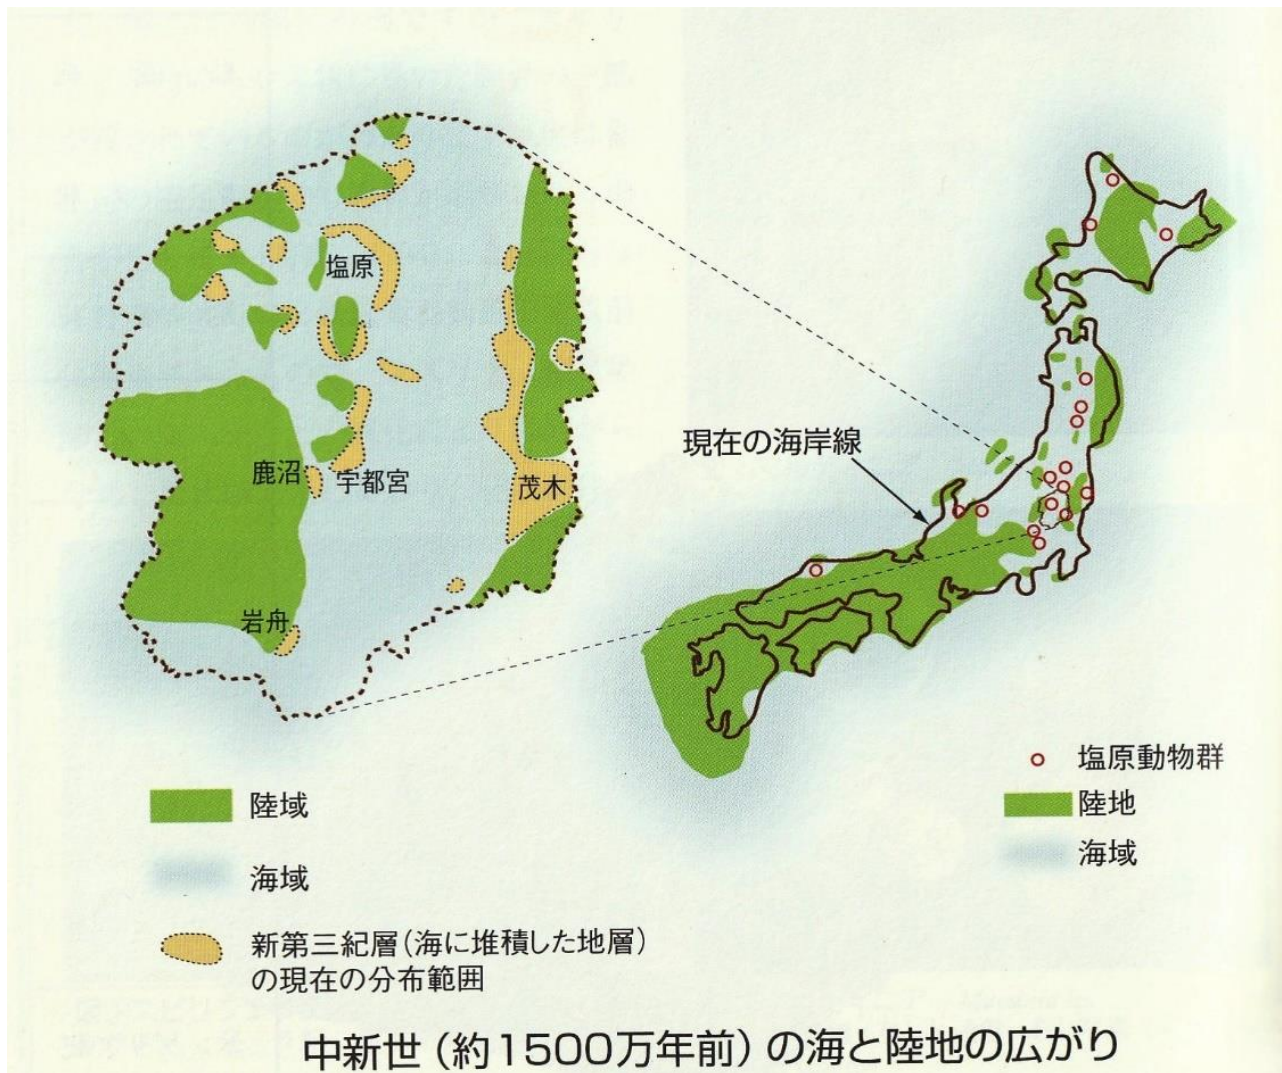 塩原
鹿沼
宇都宮
茂木
岩舟
現在の海岸線
陸域
海域
新第三紀層（海に堆積した地層）
の現在の分布範囲
塩原動物群
陸地
海域
中新世（約1500万年前）の海と陸地の広がり